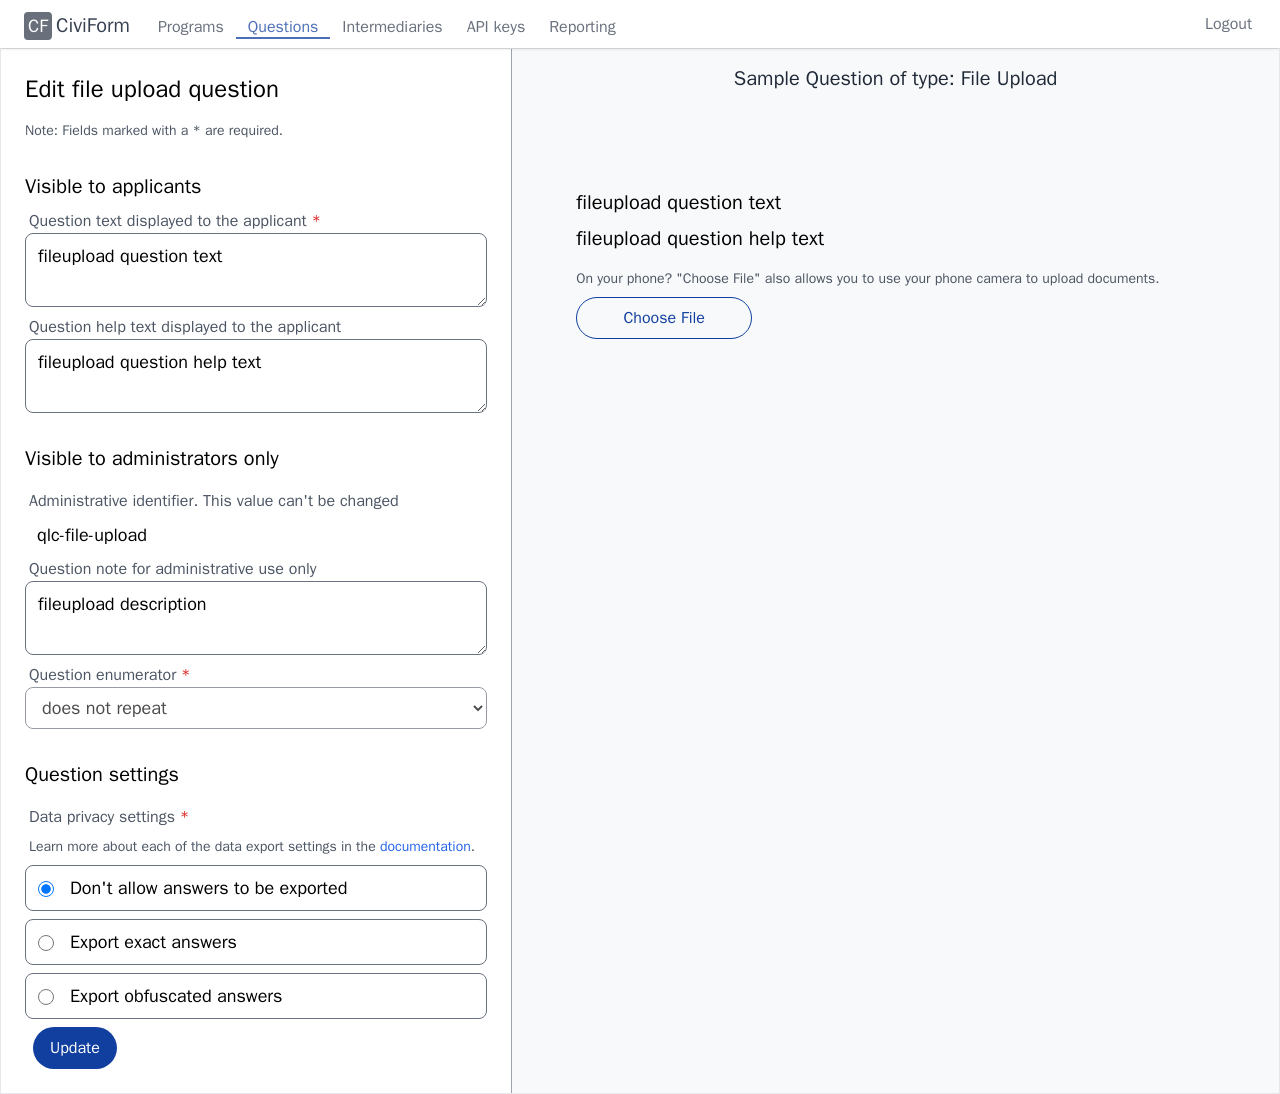 CF CiviForm Programs Questions Intermediaries API keys Reporting Logout
Edit file upload question
Note: Fields marked with a * are required.
Visible to applicants
Question text displayed to the applicant *
fileupload question text
Question help text displayed to the applicant
fileupload question help text
Visible to administrators only
Administrative identifier. This value can't be changed
qlc-file-upload
Question note for administrative use only
fileupload description
Question enumerator *
does not repeat
Question settings
Data privacy settings *
Learn more about each of the data export settings in the documentation.
Don't allow answers to be exported
Export exact answers
Export obfuscated answers
Update
Sample Question of type: File Upload
fileupload question text
fileupload question help text
On your phone? "Choose File" also allows you to use your phone camera to upload documents.
Choose File